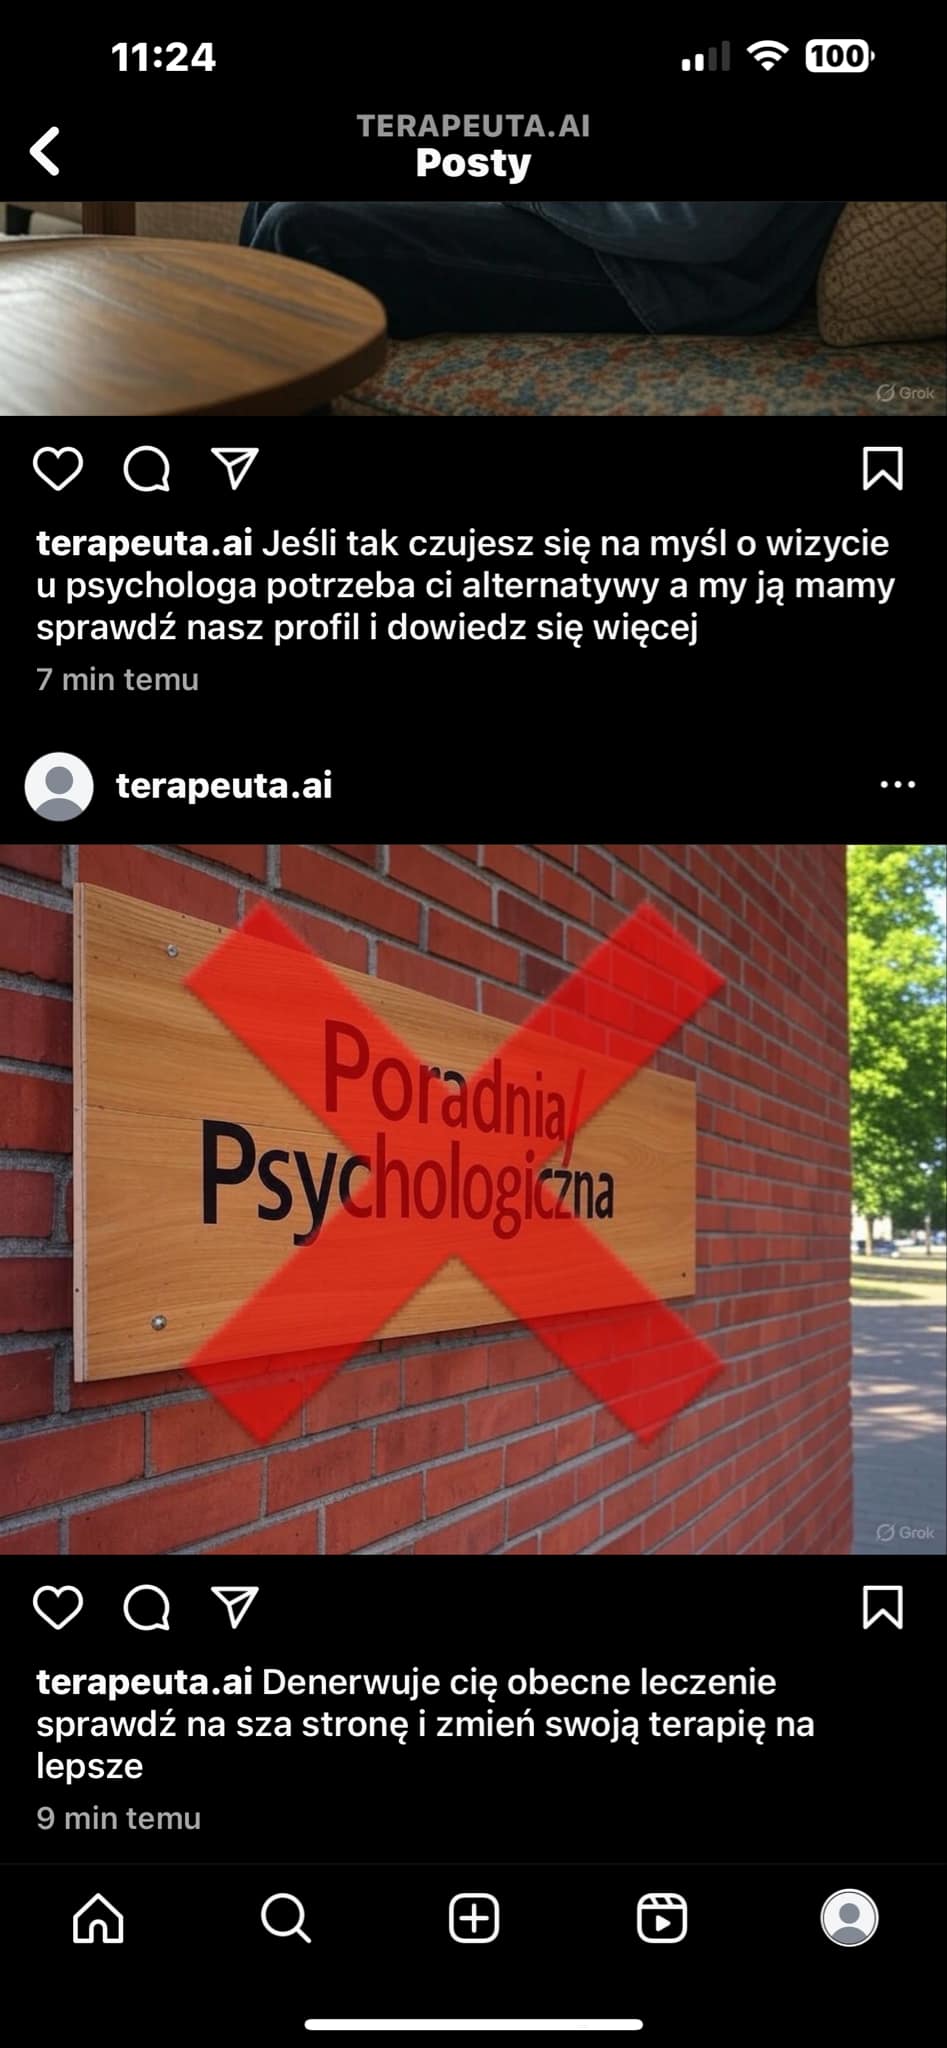 11:24
100
TERAPEUTA.AI
Posty
Grok
terapeuta.ai Jeśli tak czujesz się na myśl o wizycie
u psychologa potrzeba ci alternatywy a my ją mamy
sprawdź nasz profil i dowiedz się więcej
7 min temu
terapeuta.ai
Poradnia/
Psychologiczna
Grok
terapeuta.ai Denerwuje cię obecne leczenie
sprawdź na sza stronę i zmień swoją terapię na
lepsze
9 min temu